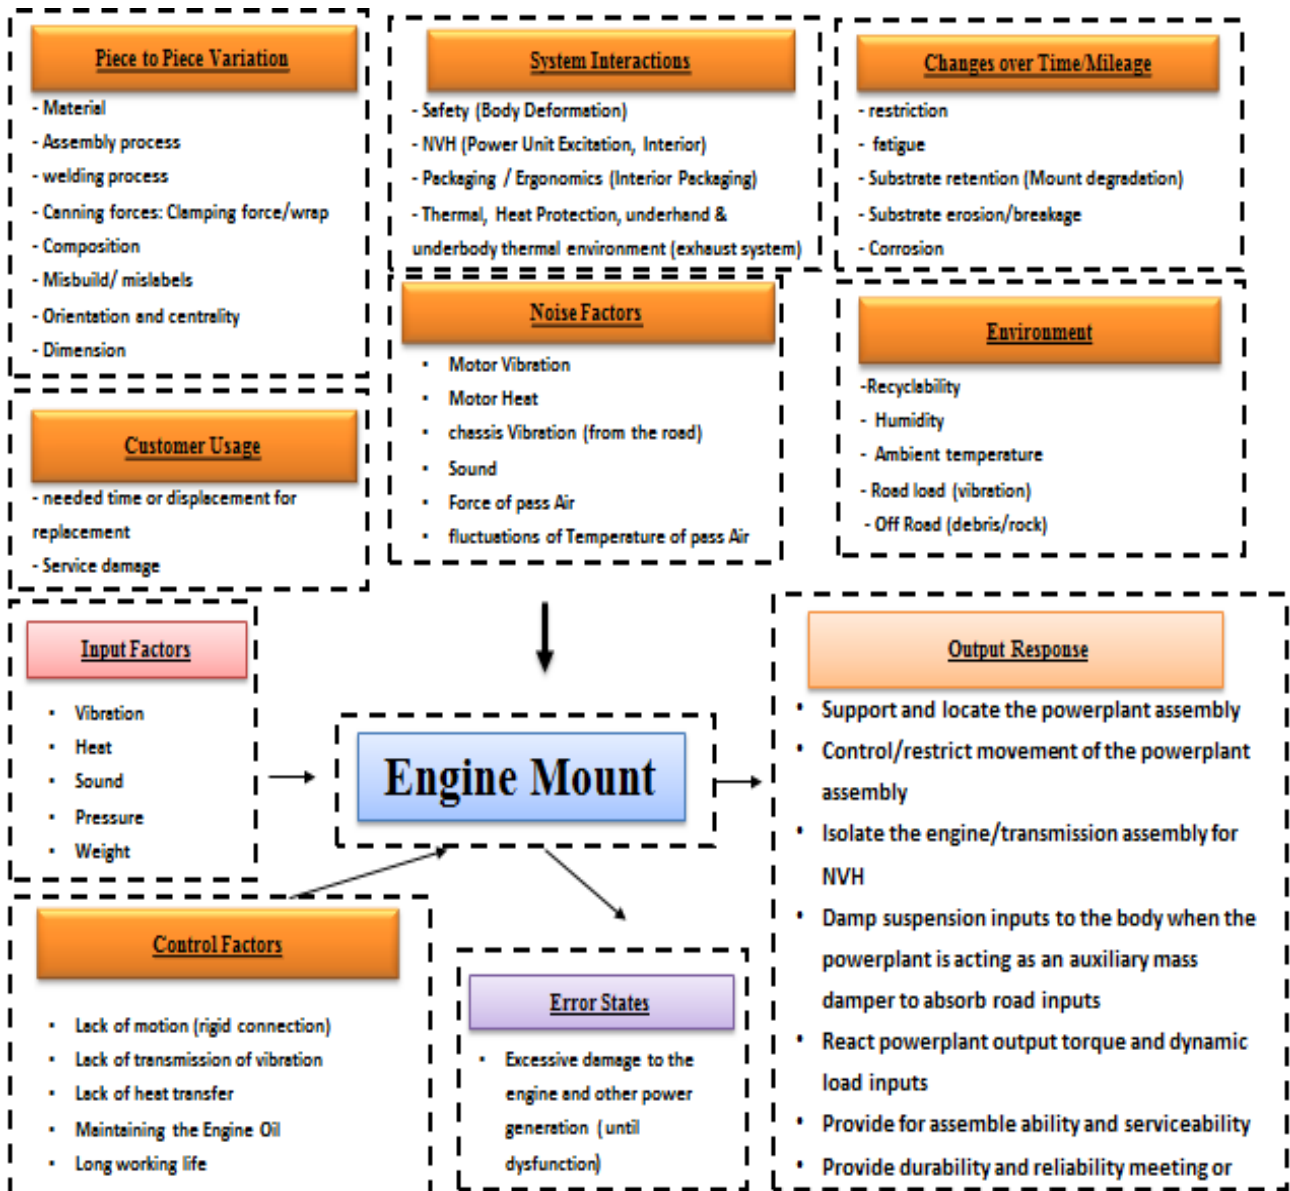 Piece to Piece Variation
- Material
- Assembly process
- welding process
- Canning forces: Clamping force/wrap
- Composition
- Misbuild/ mislabels
- Orientation and centrality
- Dimension
System Interactions
- Safety (Body Deformation)
- NVH (Power Unit Excitation, Interior)
- Packaging / Ergonomics (Interior Packaging)
- Thermal, Heat Protection, underhand &
underbody thermal environment (exhaust system)
Changes over Time/Mileage
- restriction
- fatigue
- Substrate retention (Mount degradation)
- Substrate erosion/breakage
- Corrosion
Noise Factors
▪ Motor Vibration
▪ Motor Heat
▪ chassis Vibration (from the road)
▪ Sound
▪ Force of pass Air
▪ fluctuations of Temperature of pass Air
Environment
-Recyclability
- Humidity
- Ambient temperature
- Road load (vibration)
- Off Road (debris/rock)
Customer Usage
- needed time or displacement for
replacement
- Service damage
Input Factors
▪ Vibration
▪ Heat
▪ Sound
▪ Pressure
▪ Weight
Engine Mount
Output Response
• Support and locate the powerplant assembly
• Control/restrict movement of the powerplant
assembly
• Isolate the engine/transmission assembly for
NVH
• Damp suspension inputs to the body when the
powerplant is acting as an auxiliary mass
damper to absorb road inputs
• React powerplant output torque and dynamic
load inputs
• Provide for assemble ability and serviceability
• Provide durability and reliability meeting or
Control Factors
▪ Lack of motion (rigid connection)
▪ Lack of transmission of vibration
▪ Lack of heat transfer
▪ Maintaining the Engine Oil
▪ Long working life
Error States
▪ Excessive damage to the
engine and other power
generation ( until
dysfunction)